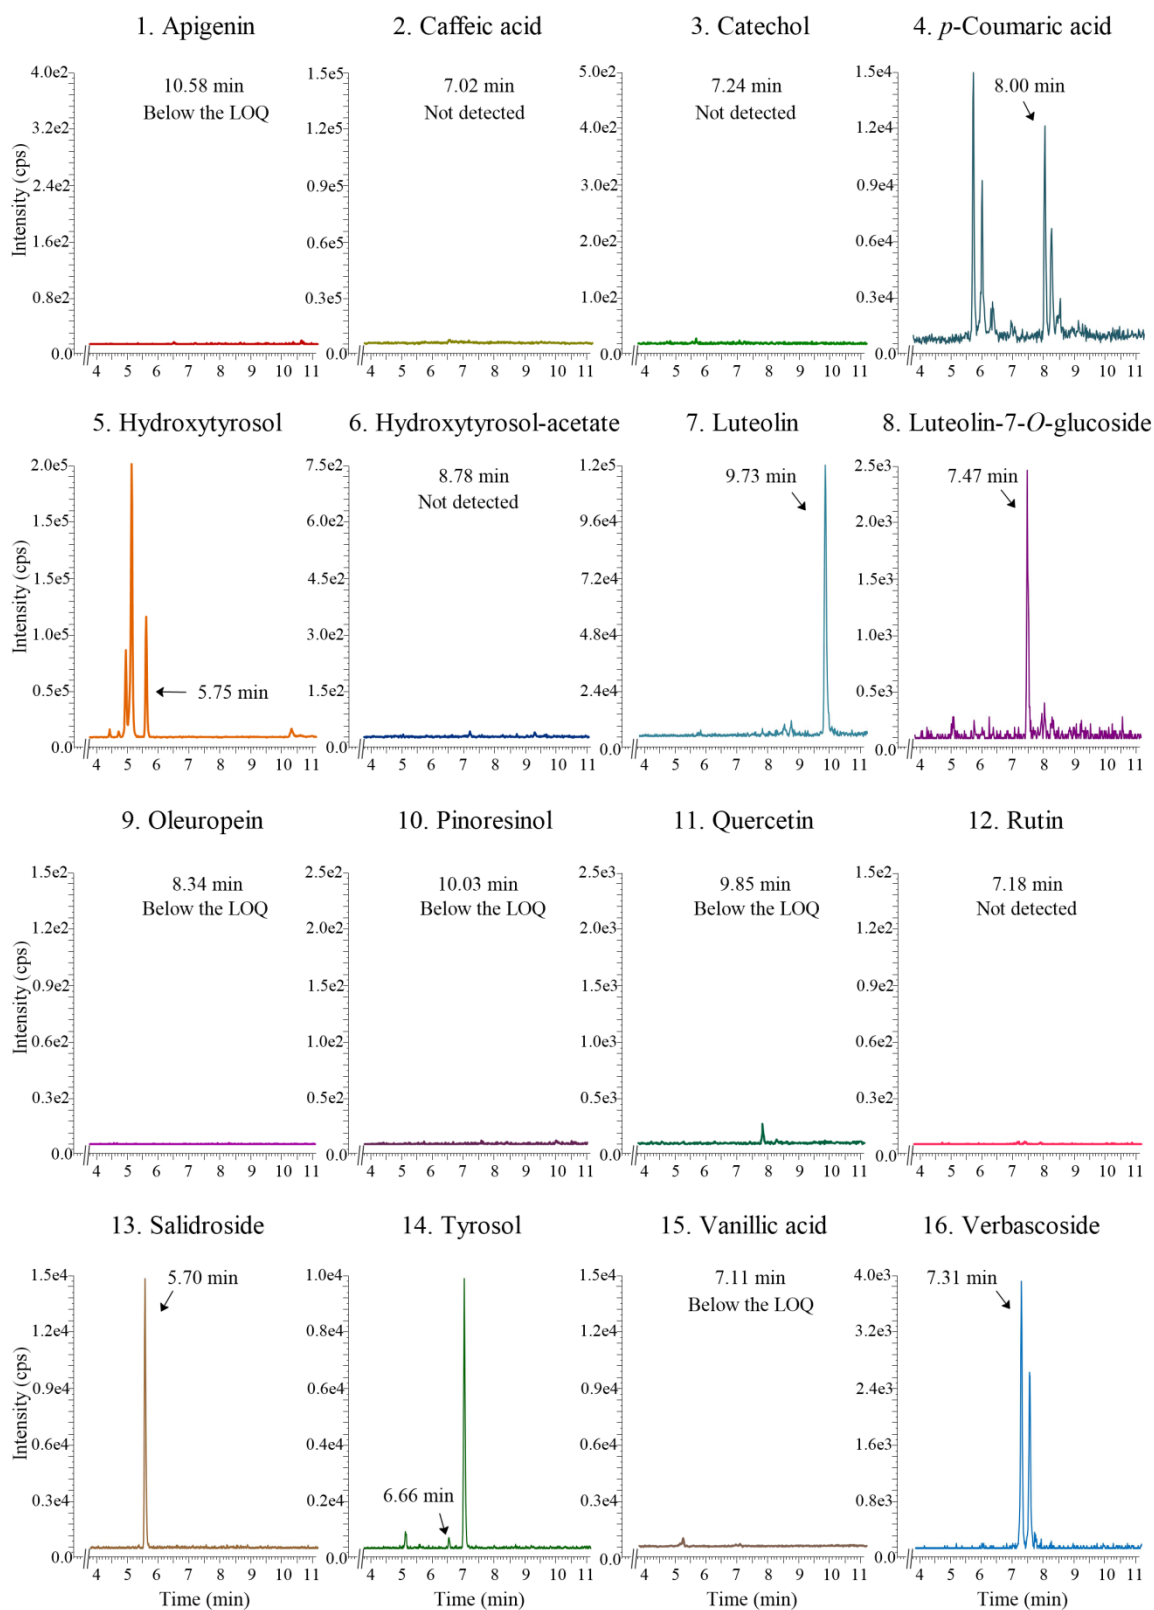 1. Apigenin
2. Caffeic acid
3. Catechol
4. p-Coumaric acid
Intensity (cps)
4.0e2
3.2e2
2.4e2
1.6e2
0.8e2
0.0
10.58 min
Below the LOQ
4 5 6 7 8 9 10 11
1.5e5
1.2e5
0.9e5
0.6e5
0.3e5
0.0
7.02 min
Not detected
4 5 6 7 8 9 10 11
5.0e2
4.0e2
3.0e2
2.0e2
1.0e2
0.0
7.24 min
Not detected
4 5 6 7 8 9 10 11
1.5e4
1.2e4
0.9e4
0.6e4
0.3e4
0.0
8.00 min
4 5 6 7 8 9 10 11
5. Hydroxytyrosol
6. Hydroxytyrosol-acetate
7. Luteolin
8. Luteolin-7-O-glucoside
Intensity (cps)
2.0e5
1.5e5
1.5e5
1.0e5
0.5e5
0.0
5.75 min
4 5 6 7 8 9 10 11
7.5e2
6.0e2
4.5e2
3.0e2
1.5e2
0.0
8.78 min
Not detected
4 5 6 7 8 9 10 11
1.2e5
9.6e4
7.2e4
4.8e4
2.4e4
0.0
9.73 min
4 5 6 7 8 9 10 11
2.5e3
2.0e3
1.5e3
1.0e3
0.5e3
0.0
7.47 min
4 5 6 7 8 9 10 11
9. Oleuropein
10. Pinoresinol
11. Quercetin
12. Rutin
Intensity (cps)
1.5e2
1.2e2
0.9e2
0.6e2
0.3e2
0.0
8.34 min
Below the LOQ
4 5 6 7 8 9 10 11
2.5e2
2.0e2
1.5e2
1.0e2
0.5e2
0.0
10.03 min
Below the LOQ
4 5 6 7 8 9 10 11
2.5e3
2.0e3
1.5e3
1.0e3
0.5e3
0.0
9.85 min
Below the LOQ
4 5 6 7 8 9 10 11
1.5e2
1.2e2
0.9e2
0.6e2
0.3e2
0.0
7.18 min
Not detected
4 5 6 7 8 9 10 11
13. Salidroside
14. Tyrosol
15. Vanillic acid
16. Verbascoside
Intensity (cps)
1.5e4
1.2e4
0.9e4
0.6e4
0.3e4
0.0
5.70 min
4 5 6 7 8 9 10 11
Time (min)
1.0e4
0.8e4
0.6e4
0.4e4
0.2e4
0.0
6.66 min
4 5 6 7 8 9 10 11
Time (min)
1.5e4
1.2e4
0.9e4
0.6e4
0.3e4
0.0
7.11 min
Below the LOQ
4 5 6 7 8 9 10 11
Time (min)
4.0e3
3.2e3
2.4e3
1.6e3
0.8e3
0.0
7.31 min
4 5 6 7 8 9 10 11
Time (min)